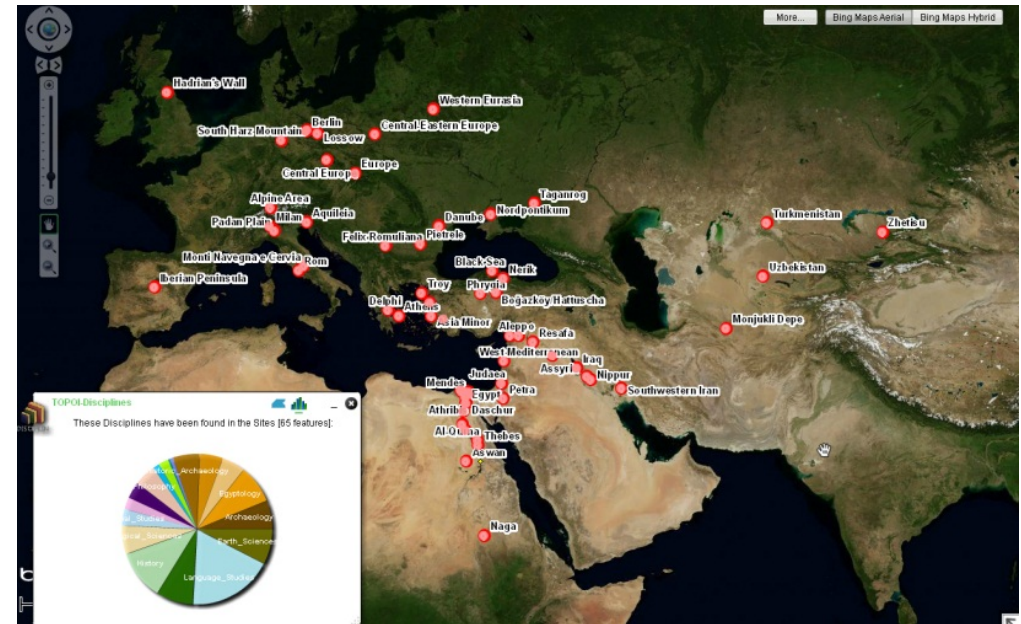 More...
Bing Maps Aerial
Bing Maps Hybrid
Hadrian's Wall
Western Eurasia
Berlin
South Harz-Mountain
Lossow
Central-Eastern Europe
Europe
Central Europ
Alpine Area
Taganrog
Padan Plain
Milan
Aquileia
Danube
Nordpontikum
Turkmenistan
Zhetisu
Felix-Romuliana
Pietrele
Monti Navegna e Cervia
Rom
Black-Sea
Nerik
Uzbekistan
Iberian Peninsula
Troy
Phrygia
Boğazköy/Hattuscha
Delphi
Athens
Asia Minor
Aleppo
Resafa
Monjukli Depe
West-Mediterranean
Iraq
Assyri
Nippur
Judaea
Mendes
Egypt
Petra
Southwestern Iran
Athribi
Daschur
Al-Qurna
Thebes
Aswan
Naga
TOPOI-Disciplines
These Disciplines have been found in the Sites [65 features]:
toric_Archaeology
Egyptology
Archaeology
Earth_Sciences
Language_Studies
History